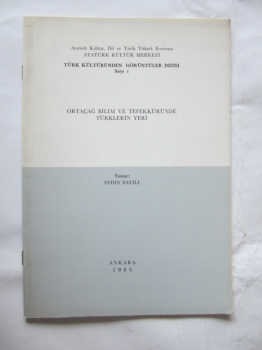 Atatürk Kültür, Dil ve Tarih Yüksek Kurumu
ATATÜRK KÜLTÜR MERKEZİ
TÜRK KÜLTÜRÜNDEN GÖRÜNTÜLER DİZİSİ
Sayı 1
ORTAÇAĞ BİLİM VE TEFEKKÜRÜNDE
TÜRKLERİN YERİ
Yazan:
AYDIN SAYILI
ANKARA
1985